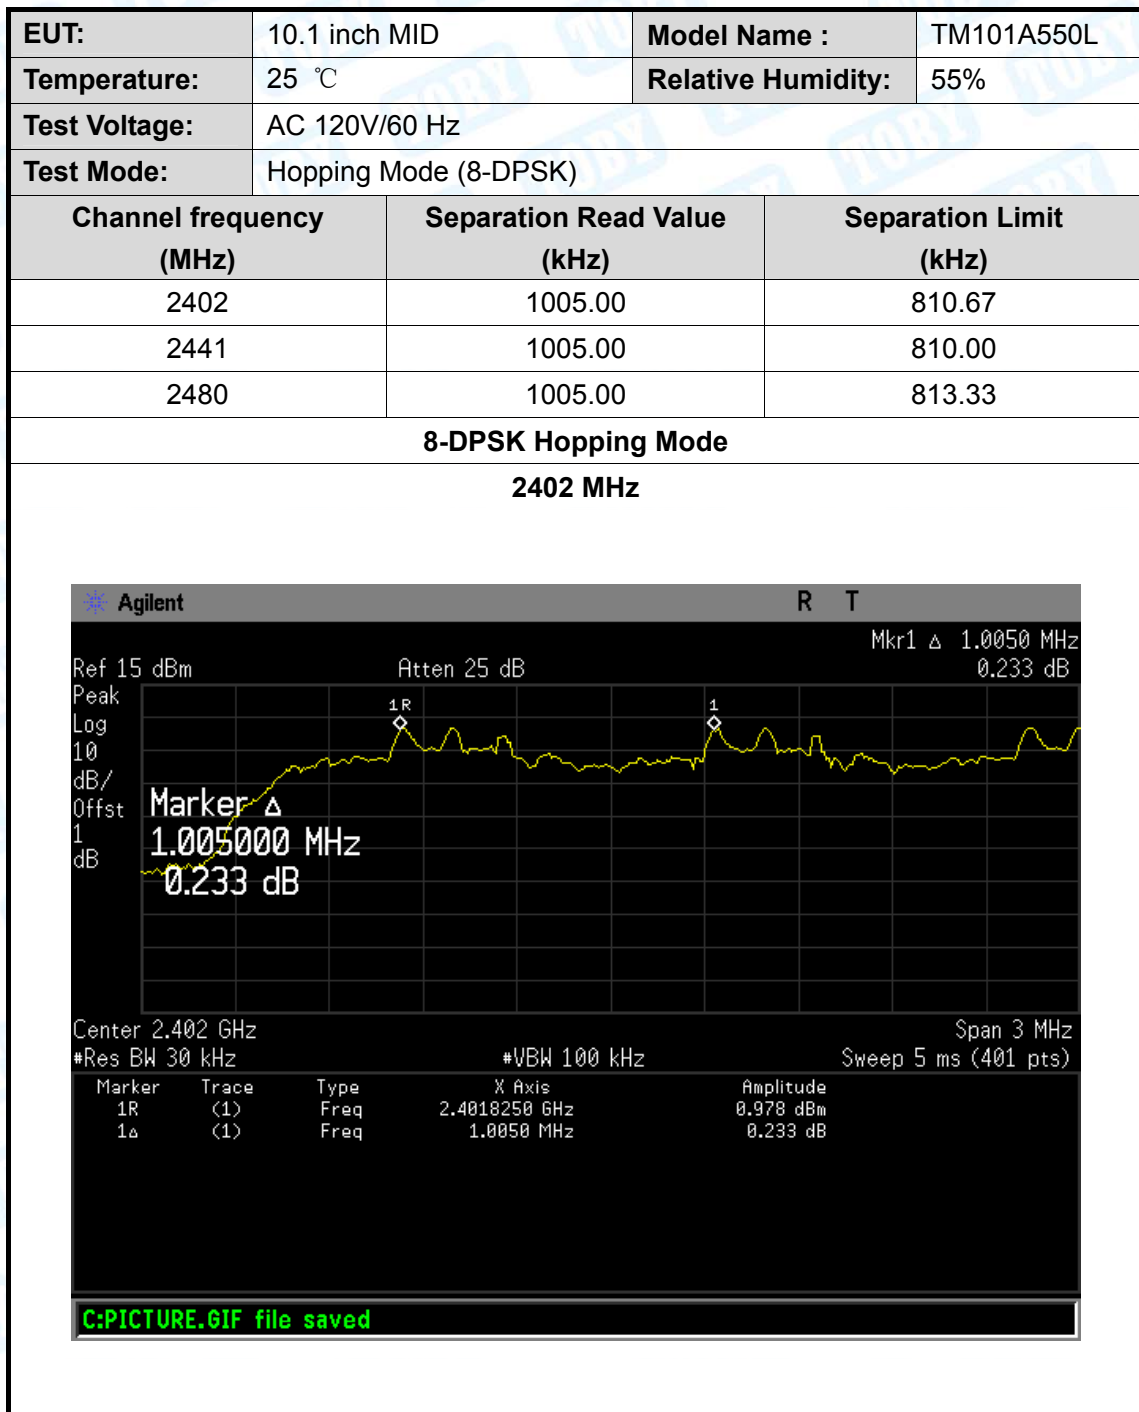 EUT: 10.1 inch MID Model Name : TM101A550L
Temperature: 25 ℃ Relative Humidity: 55%
Test Voltage: AC 120V/60 Hz
Test Mode: Hopping Mode (8-DPSK)
Channel frequency Separation Read Value Separation Limit
(MHz) (kHz) (kHz)
2402 1005.00 810.67
2441 1005.00 810.00
2480 1005.00 813.33
8-DPSK Hopping Mode
2402 MHz
Agilent R T
Mkr1 Δ 1.0050 MHz
Ref 15 dBm Atten 25 dB 0.233 dB
Peak
Log
10
dB/
Offst
1
dB
1R 1
Marker Δ
1.005000 MHz
0.233 dB
Center 2.402 GHz Span 3 MHz
#Res BW 30 kHz #VBW 100 kHz Sweep 5 ms (401 pts)
Marker Trace Type X Axis Amplitude
1R (1) Freq 2.4018250 GHz 0.978 dBm
1Δ (1) Freq 1.0050 MHz 0.233 dB
C:PICTURE.GIF file saved
TOBY